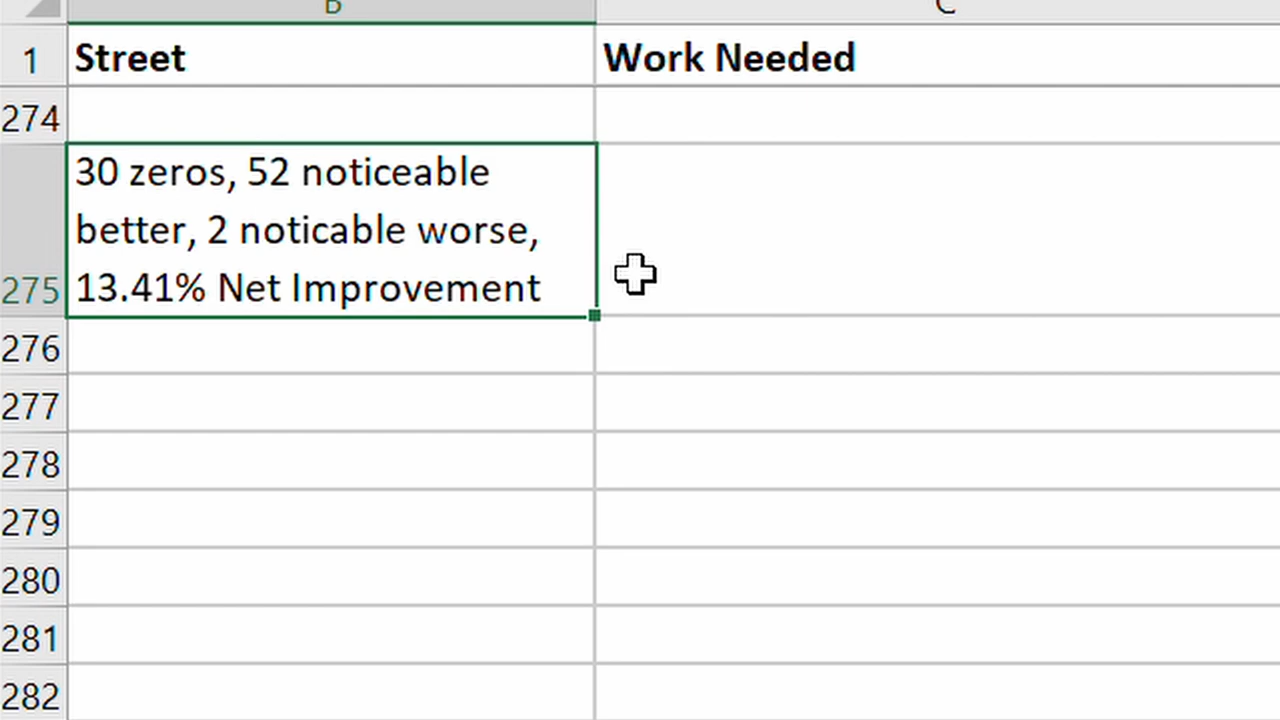 B C
1 Street Work Needed
274
30 zeros, 52 noticeable
better, 2 noticable worse,
275 13.41% Net Improvement
276
277
278
279
280
281
282